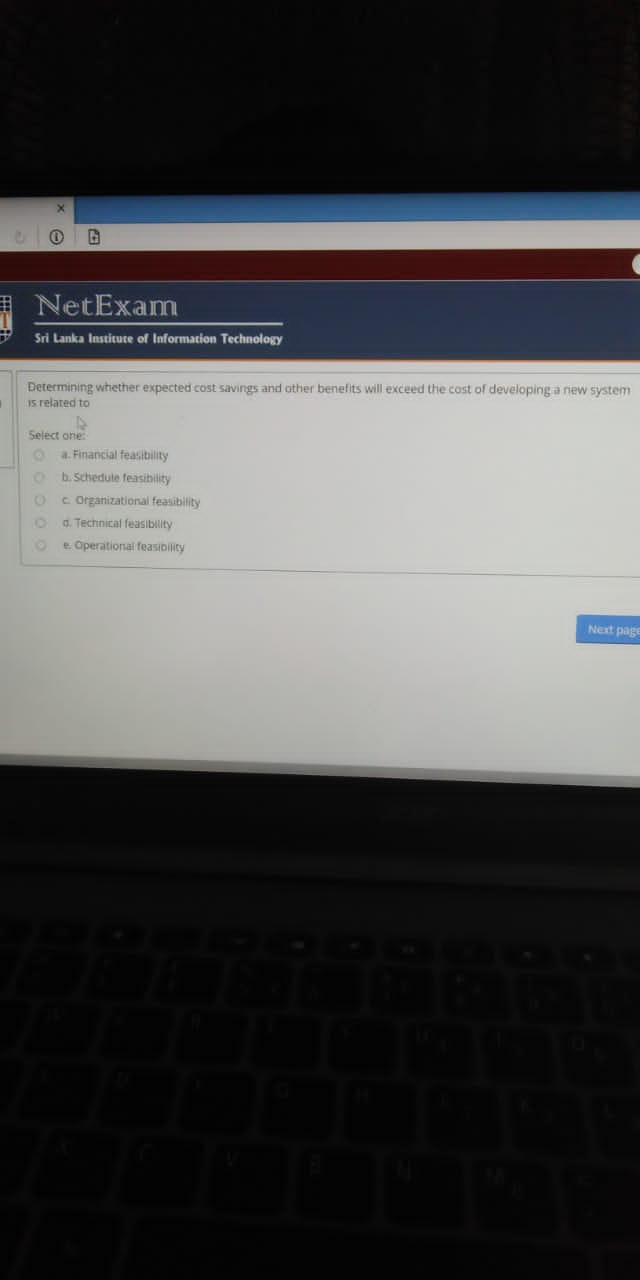 NetExam
Sri Lanka Institute of Information Technology
Determining whether expected cost savings and other benefits will exceed the cost of developing a new system
is related to
Select one:
a. Financial feasibility
b. Schedule feasibility
c. Organizational feasibility
d. Technical feasibility
e. Operational feasibility
Next page